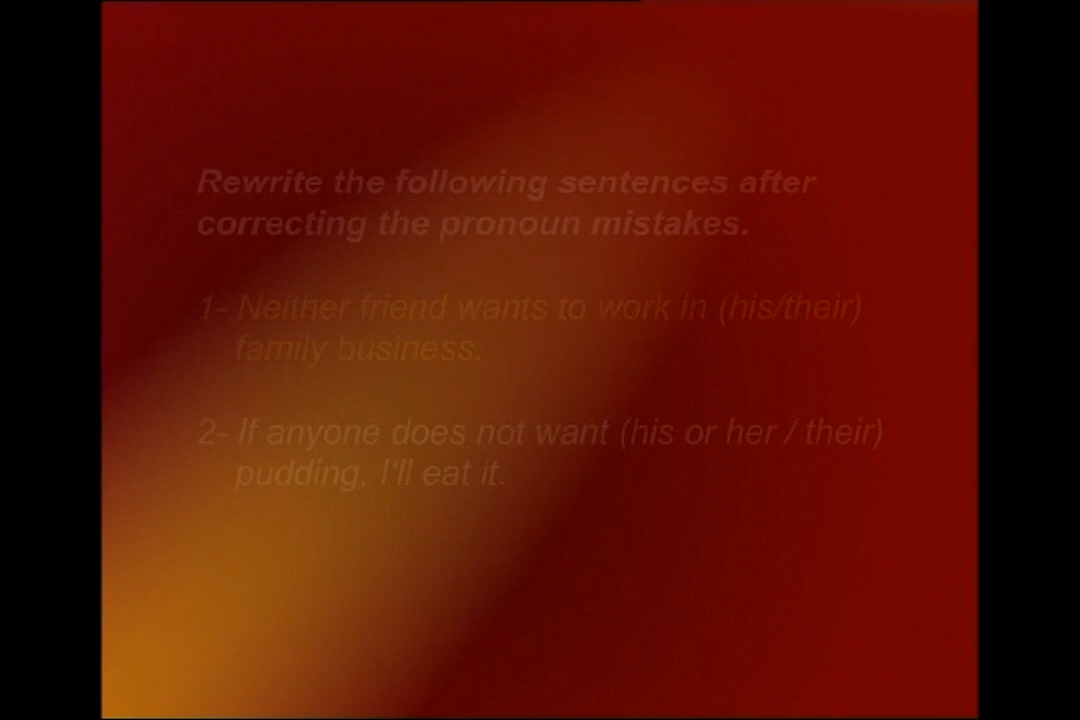 Rewrite the following sentences after
correcting the pronoun mistakes.
1- Neither friend wants to work in (his/their)
family business.
2- If anyone does not want (his or her / their)
pudding, I'll eat it.